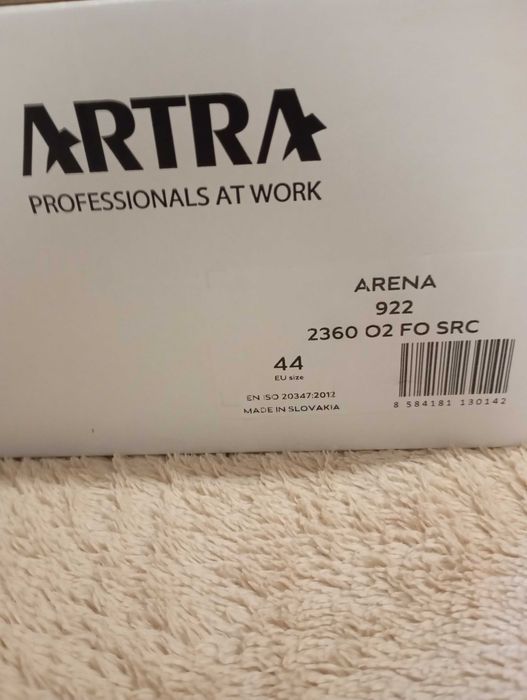 ARTRA
PROFESSIONALS AT WORK
ARENA
922
2360 O2 FO SRC
44
EU size
EN ISO 20347:2012
MADE IN SLOVAKIA
8 584181 130142